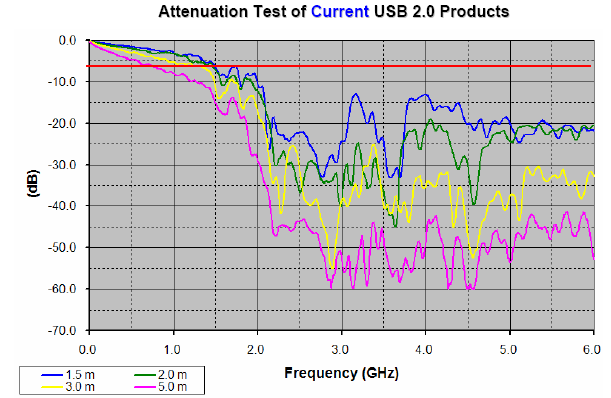 Attenuation Test of Current USB 2.0 Products
0.0
-10.0
-20.0
-30.0
-40.0
-50.0
-60.0
-70.0
(dB)
0.0 1.0 2.0 3.0 4.0 5.0 6.0
Frequency (GHz)
1.5 m 2.0 m
3.0 m 5.0 m